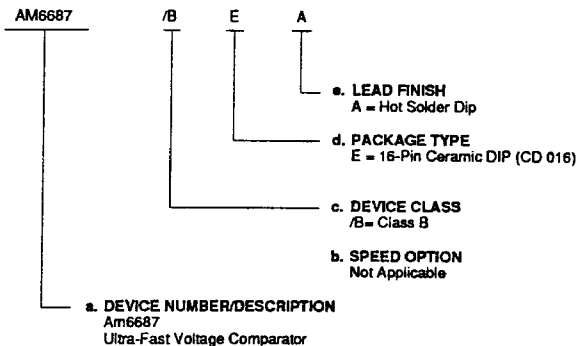 AM6687 /B E A
e. LEAD FINISH
A = Hot Solder Dip
d. PACKAGE TYPE
E = 16-Pin Ceramic DIP (CD 016)
c. DEVICE CLASS
/B= Class B
b. SPEED OPTION
Not Applicable
a. DEVICE NUMBER/DESCRIPTION
Am6687
Ultra-Fast Voltage Comparator